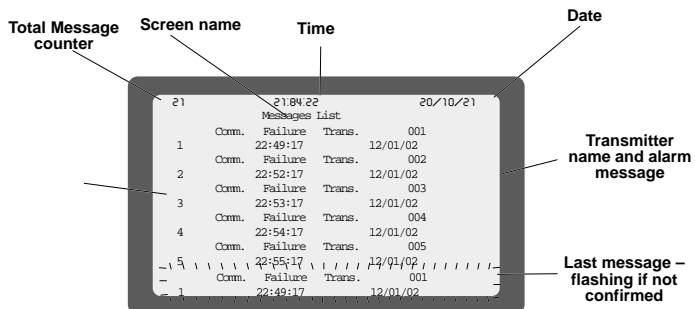 Total Message counter
Screen name
Time
Date
21 21:84:22 20/10/21
Messages List
Comm. Failure Trans. 001
1 22:49:17 12/01/02
Comm. Failure Trans. 002
2 22:52:17 12/01/02
Comm. Failure Trans. 003
3 22:53:17 12/01/02
Comm. Failure Trans. 004
4 22:54:17 12/01/02
Comm. Failure Trans. 005
5 22:55:17 12/01/02
Comm. Failure Trans. 001
1 22:49:17 12/01/02
Transmitter
name and alarm
message
Last message –
flashing if not
confirmed